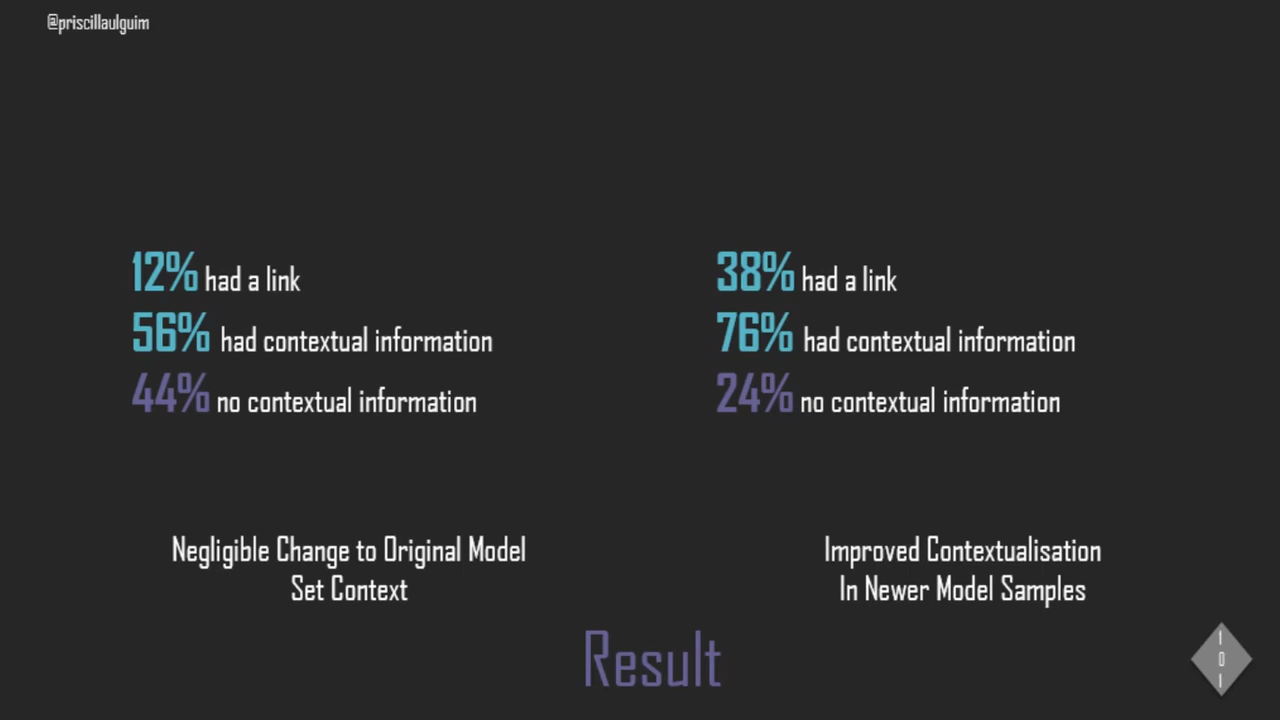 @priscillaulguim
12% had a link
56% had contextual information
44% no contextual information
38% had a link
76% had contextual information
24% no contextual information
Negligible Change to Original Model
Set Context
Improved Contextualisation
In Newer Model Samples
Result
I
O
I